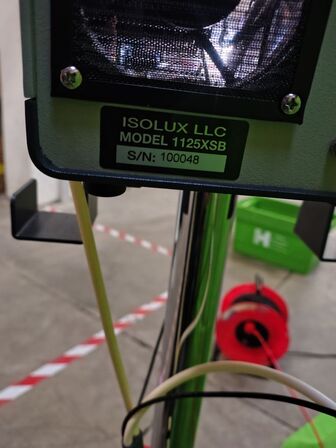 ISOLUX LLC
MODEL 1125XSB
S/N: 100048
H